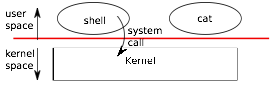 user
space
shell
cat
system
call
kernel
space
Kernel